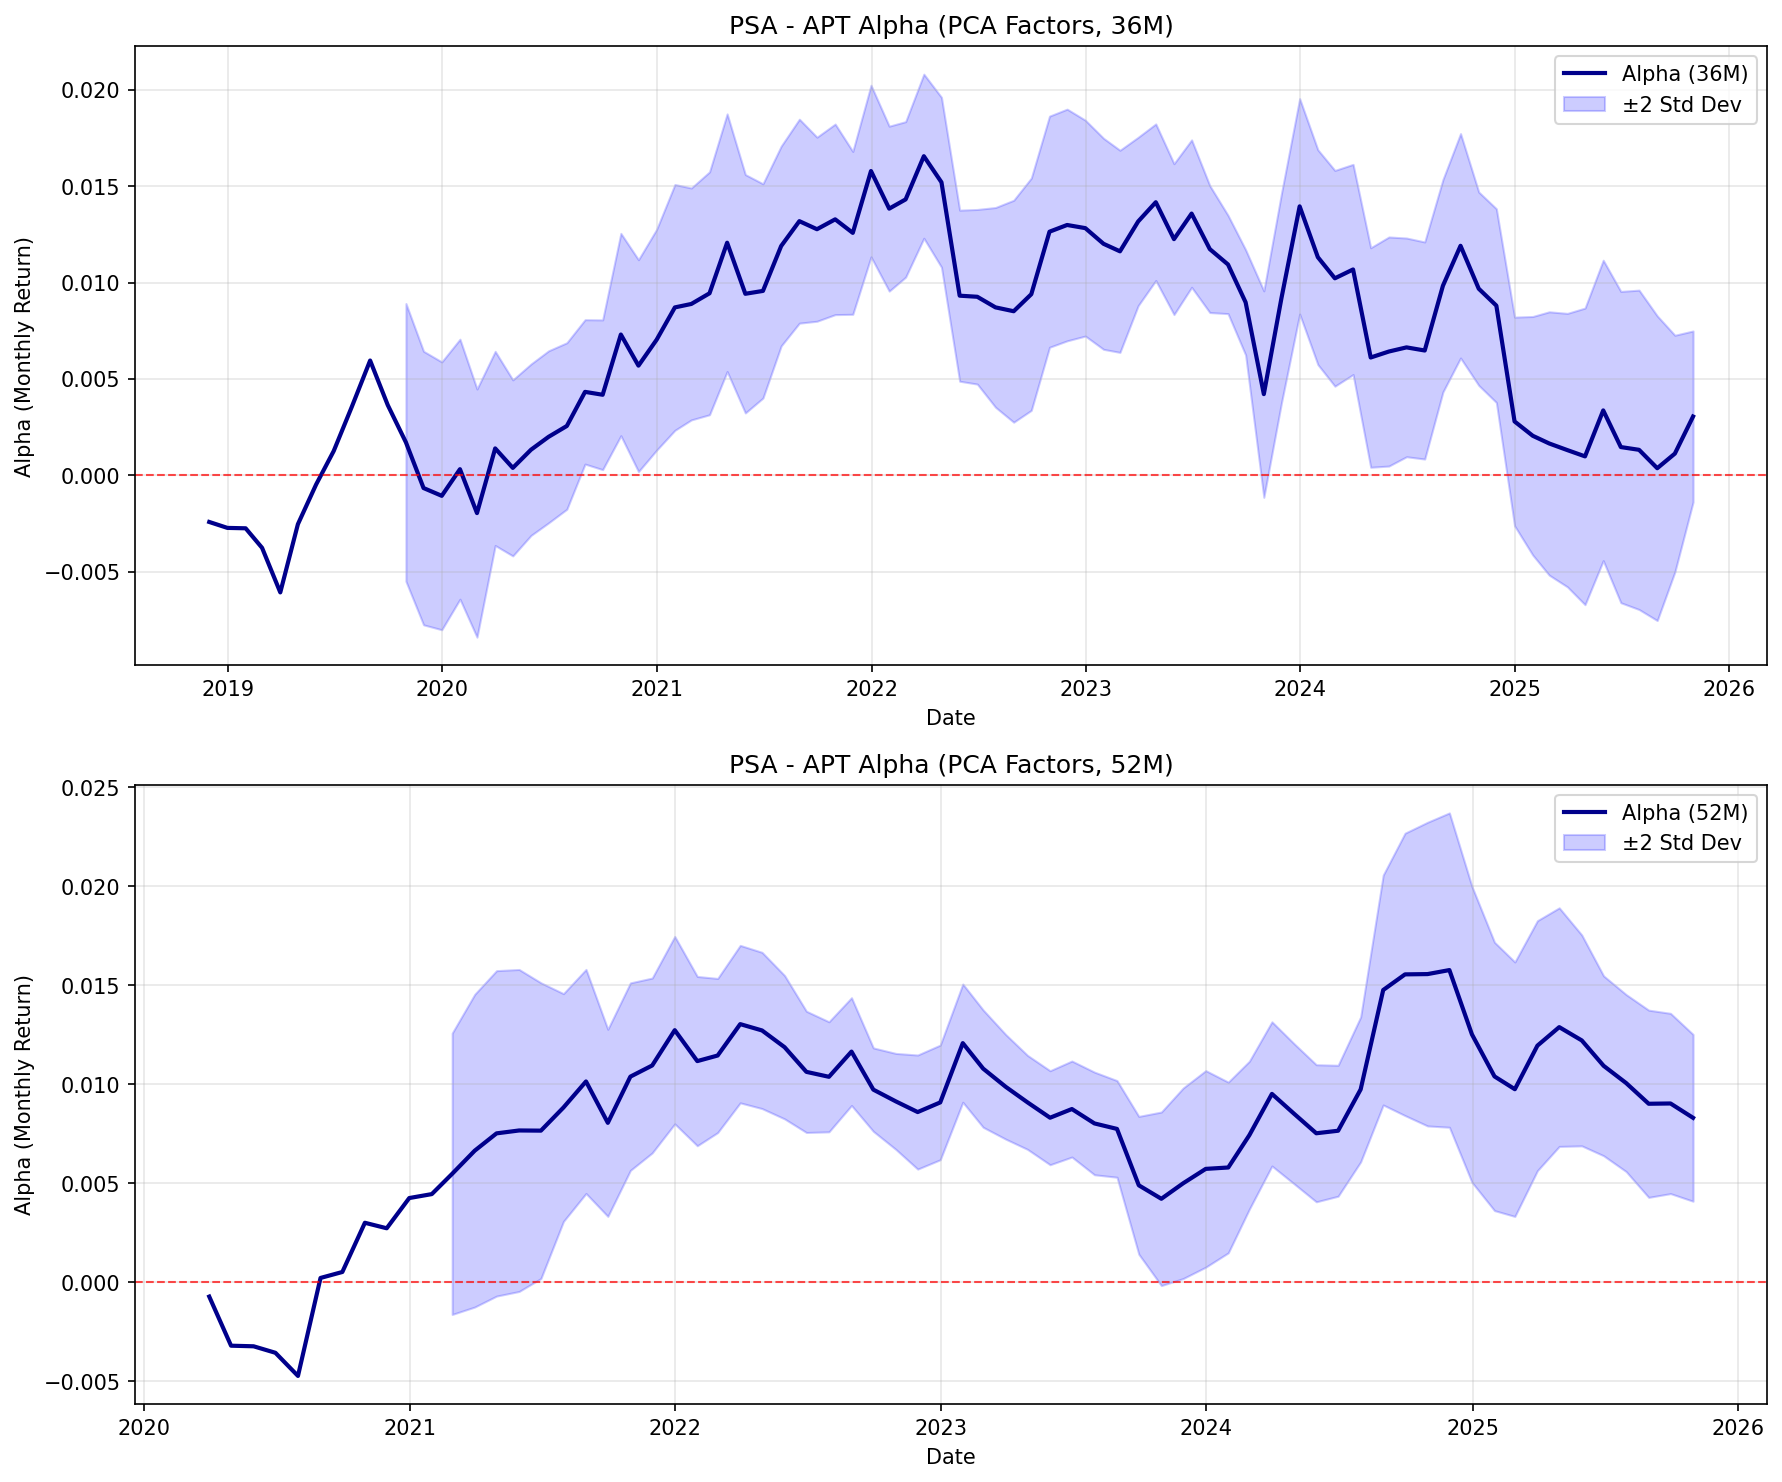 PSA - APT Alpha (PCA Factors, 36M)
Alpha (Monthly Return)
0.020
0.015
0.010
0.005
0.000
−0.005
Alpha (36M)
±2 Std Dev
2019 2020 2021 2022 2023 2024 2025 2026
Date
PSA - APT Alpha (PCA Factors, 52M)
Alpha (Monthly Return)
0.025
0.020
0.015
0.010
0.005
0.000
−0.005
Alpha (52M)
±2 Std Dev
2020 2021 2022 2023 2024 2025 2026
Date